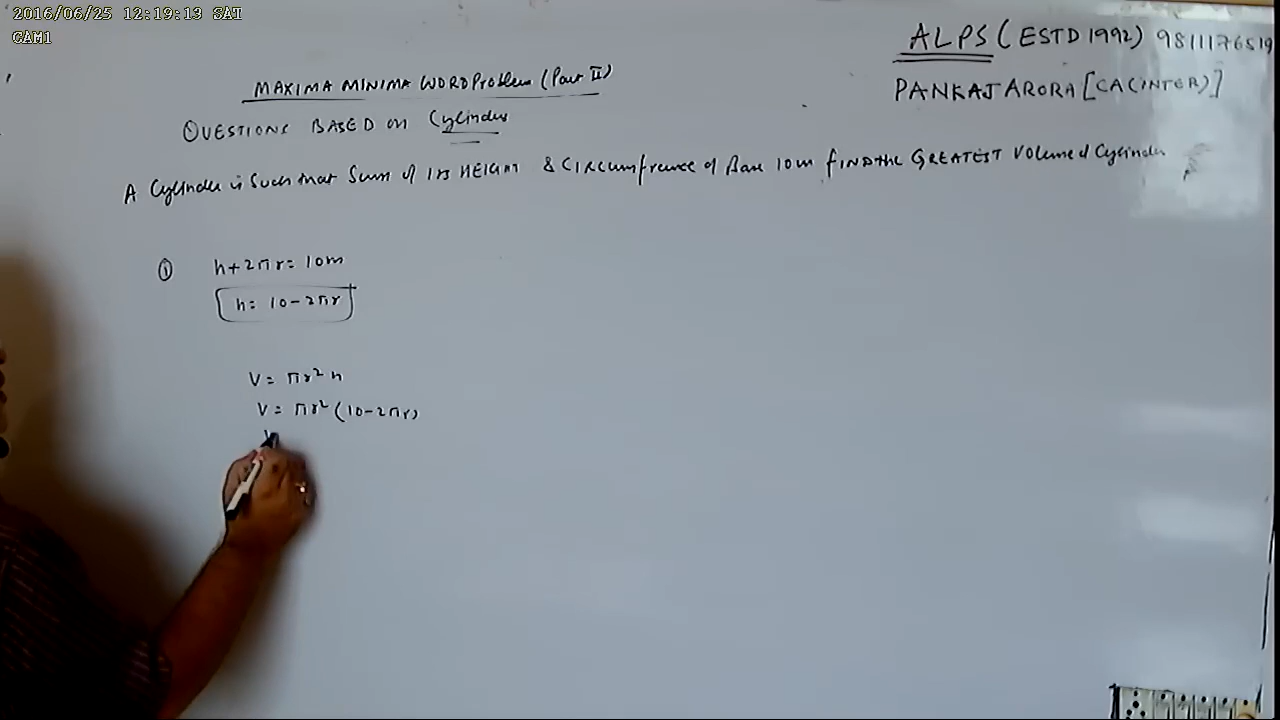 2016/06/25 12:19:13 SAT
CAM1
ALPS (ESTD 1992) 9811176519
PANKAJ ARORA [CA(INTER)]
MAXIMA MINIMA WORD Problem (Part II)
QUESTIONS BASED ON Cylinder
A Cylinder is Such that Sum of its HEIGHT & CIRcumfrence of Base 10m FIND the GREATEST Volume of Cylinder
① h+2πr = 10m
h = 10-2πr
V = πr²h
V = πr²(10-2πr)
V